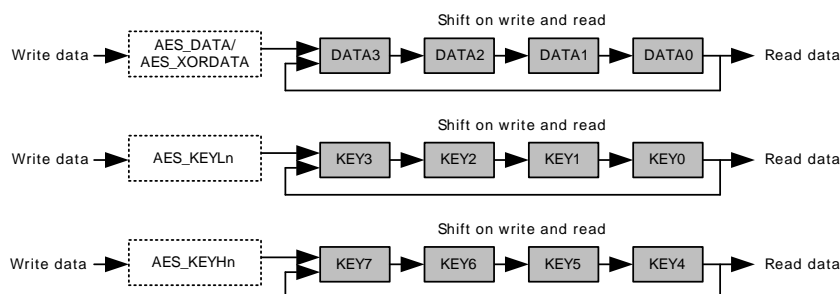 Shift on write and read
Write data
AES_DATA/
AES_XORDATA
DATA3
DATA2
DATA1
DATA0
Read data
Shift on write and read
Write data
AES_KEYLn
KEY3
KEY2
KEY1
KEY0
Read data
Shift on write and read
Write data
AES_KEYHn
KEY7
KEY6
KEY5
KEY4
Read data